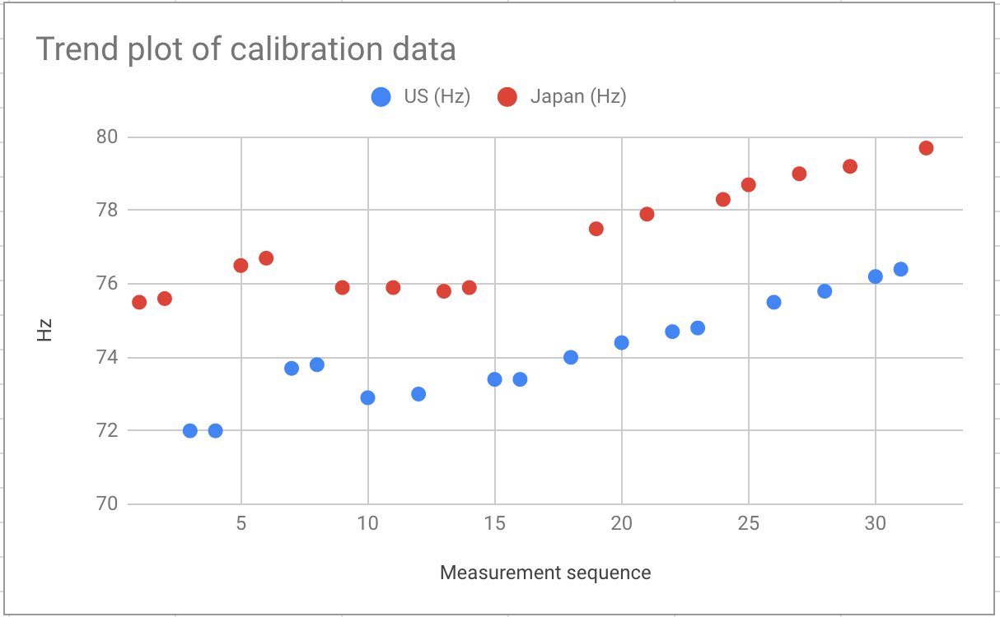 Trend plot of calibration data
US (Hz) Japan (Hz)
80
78
76
74
72
70
Hz
5 10 15 20 25 30
Measurement sequence